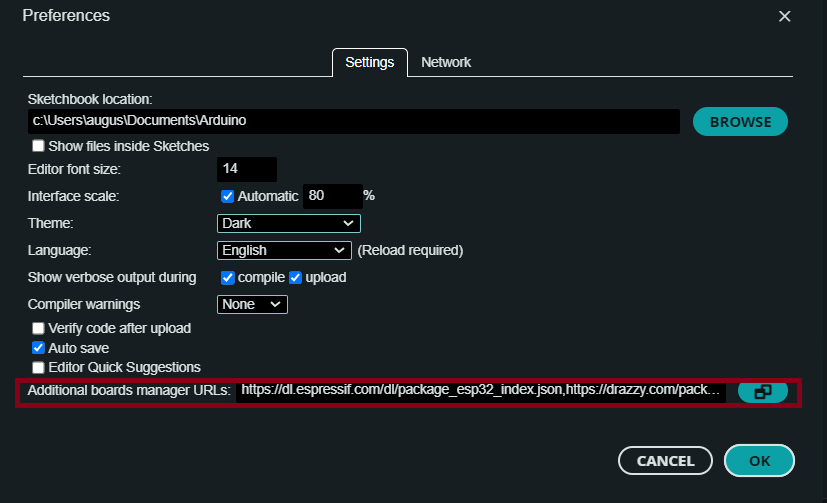 Preferences
Settings Network
Sketchbook location:
c:\Users\augus\Documents\Arduino BROWSE
Show files inside Sketches
Editor font size: 14
Interface scale: Automatic 80 %
Theme: Dark
Language: English (Reload required)
Show verbose output during compile upload
Compiler warnings None
Verify code after upload
Auto save
Editor Quick Suggestions
Additional boards manager URLs: https://dl.espressif.com/dl/package_esp32_index.json,https://drazzy.com/pack...
CANCEL OK